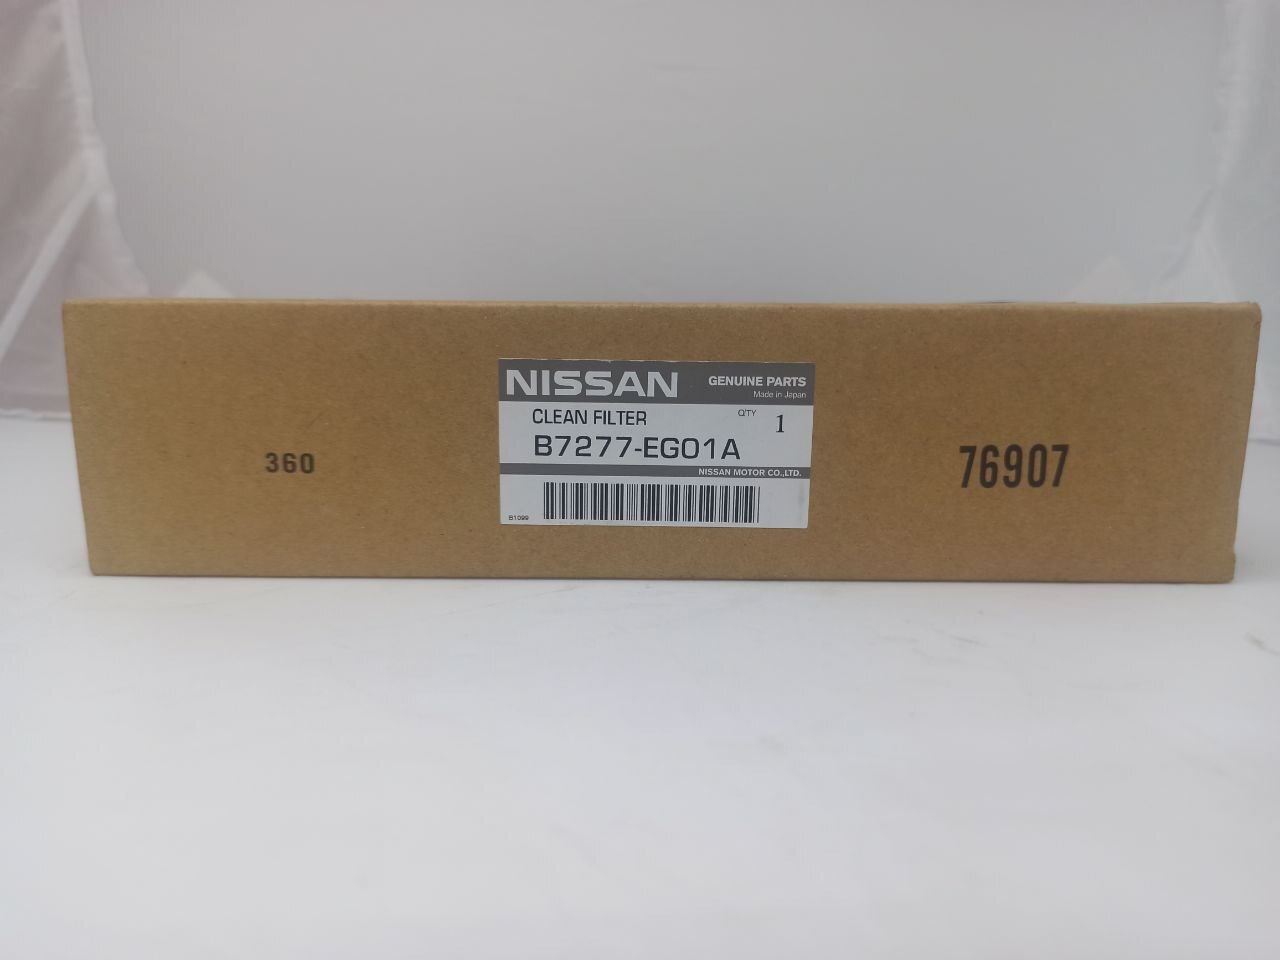 NISSAN GENUINE PARTS
Made in Japan
CLEAN FILTER Q'TY 1
B7277-EG01A
NISSAN MOTOR CO.,LTD.
B1099
360
76907